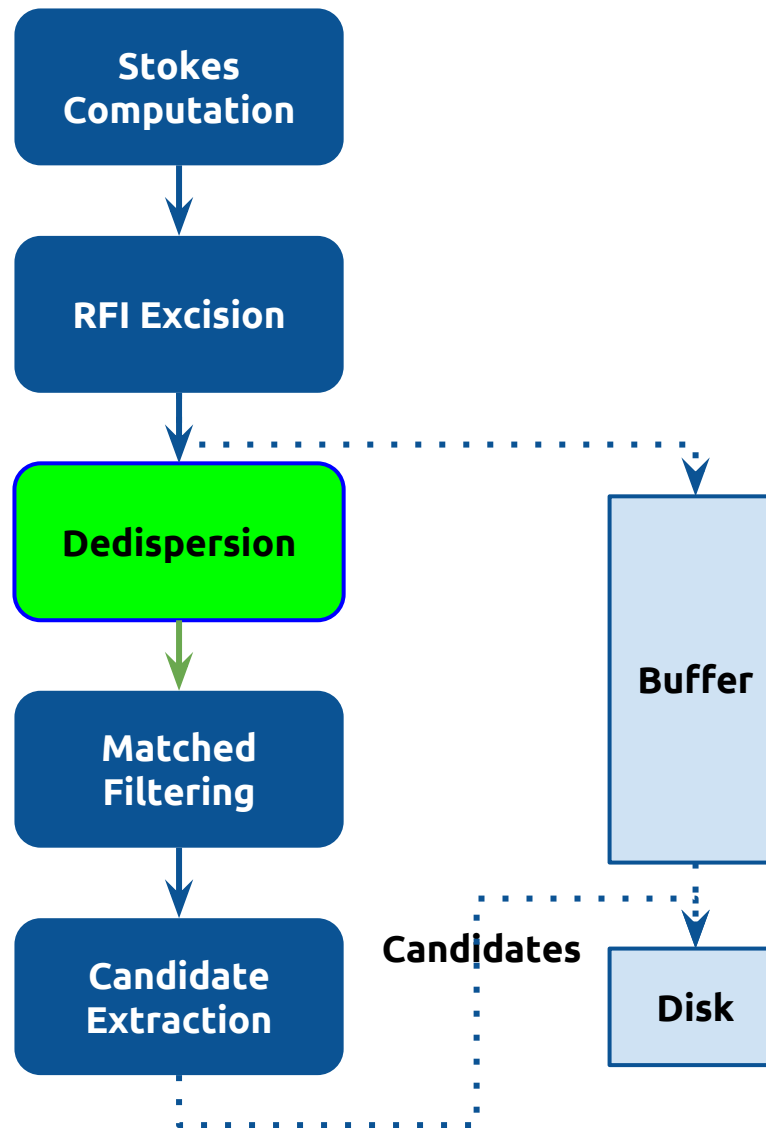 Stokes
Computation
RFI Excision
Dedispersion
Matched
Filtering
Buffer
Candidate
Extraction
Candidates
Disk